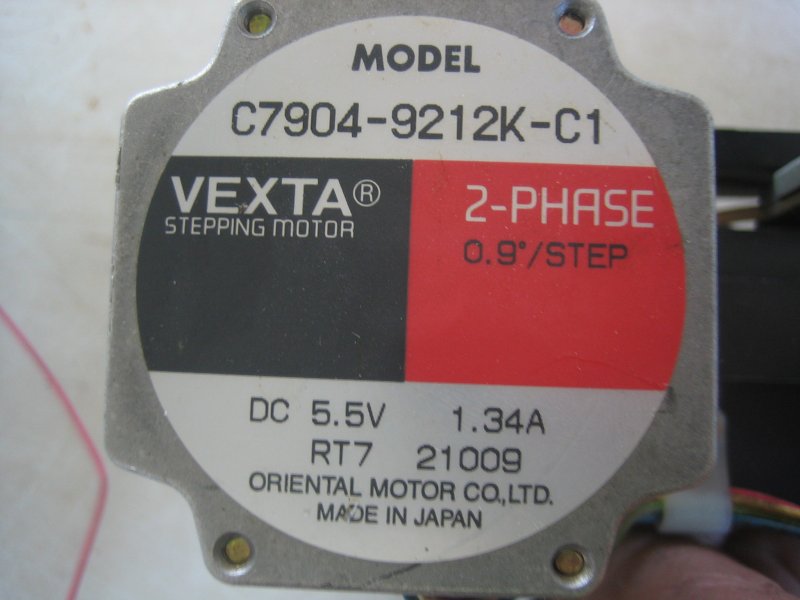 MODEL
C7904-9212K-C1
VEXTA®
STEPPING MOTOR
2-PHASE
0.9°/STEP
DC 5.5V 1.34A
RT7 21009
ORIENTAL MOTOR CO.,LTD.
MADE IN JAPAN